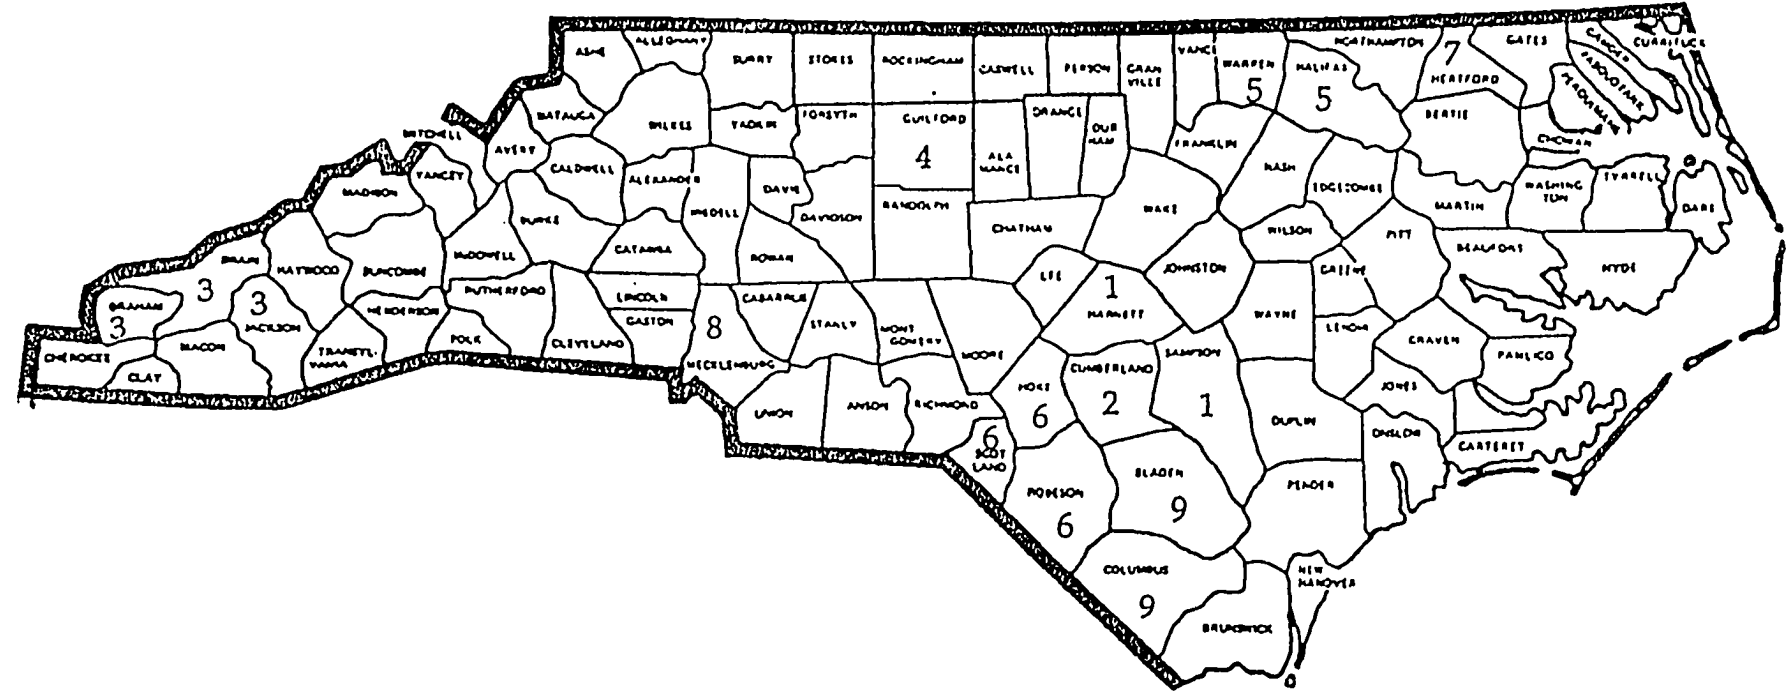 ASHE
ALLEGHANY
SURRY
STOKES
ROCKINGHAM
CASWELL
PERSON
GRAN
VILLE
VANCE
WARREN
5
HALIFAX
5
NORTHAMPTON
7
HERTFORD
GATES
CAMDEN
CURRITUCK
PASQUOTANK
PERQUIMANS
WATAUGA
WILKES
YADKIN
FORSYTH
GUILFORD
4
ALA
MANCE
ORANGE
DUR
HAM
FRANKLIN
NASH
EDGECOMBE
BERTIE
CHOWAN
MITCHELL
AVERY
CALDWELL
ALEXANDER
IREDELL
DAVIE
DAVIDSON
RANDOLPH
CHATHAM
WAKE
WILSON
MARTIN
WASHING
TON
TYRRELL
DARE
MADISON
YANCEY
BURKE
CATAWBA
ROWAN
LEE
JOHNSTON
GREENE
PITT
BEAUFORT
HYDE
SWAIN
3
HAYWOOD
BUNCOMBE
McDOWELL
RUTHERFORD
LINCOLN
GASTON
CABARRUS
STANLY
MONT
GOMERY
MOORE
1
HARNETT
WAYNE
LENOIR
CRAVEN
PAMLICO
GRAHAM
3
3
JACKSON
HENDERSON
POLK
CLEVELAND
8
MECKLENBURG
CHEROKEE
CLAY
MACON
TRANSYL-
VANIA
UNION
ANSON
RICHMOND
HOKE
6
CUMBERLAND
2
SAMPSON
1
DUPLIN
JONES
ONSLOW
CARTERET
6
SCOT
LAND
ROBESON
6
BLADEN
9
PENDER
COLUMBUS
9
BRUNSWICK
NEW
HANOVER